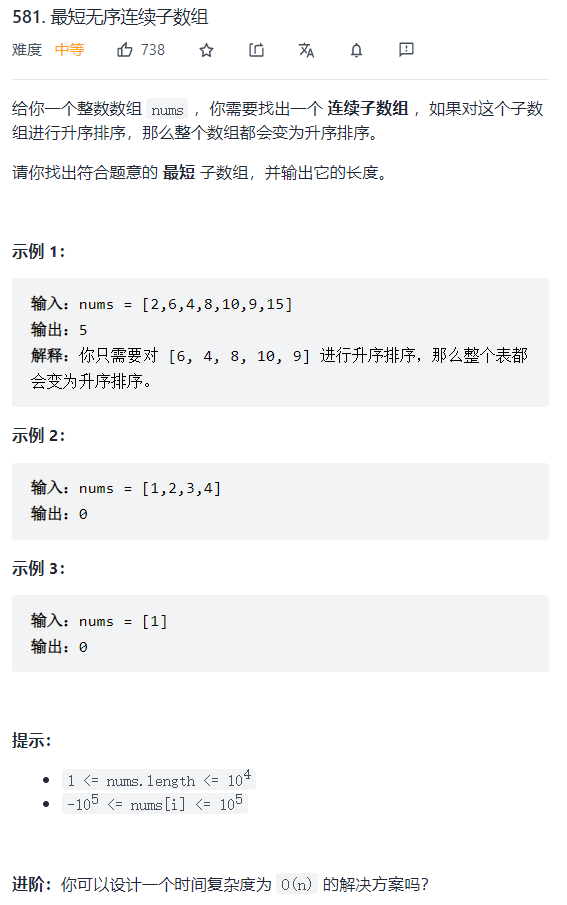 581. 最短无序连续子数组
难度 中等 738
给你一个整数数组 nums ，你需要找出一个 连续子数组 ，如果对这个子数
组进行升序排序，那么整个数组都会变为升序排序。
请你找出符合题意的 最短 子数组，并输出它的长度。
示例 1：
输入：nums = [2,6,4,8,10,9,15]
输出：5
解释：你只需要对 [6, 4, 8, 10, 9] 进行升序排序，那么整个表都
会变为升序排序。
示例 2：
输入：nums = [1,2,3,4]
输出：0
示例 3：
输入：nums = [1]
输出：0
提示：
1 <= nums.length <= 10⁴
-10⁵ <= nums[i] <= 10⁵
进阶：你可以设计一个时间复杂度为 O(n) 的解决方案吗？